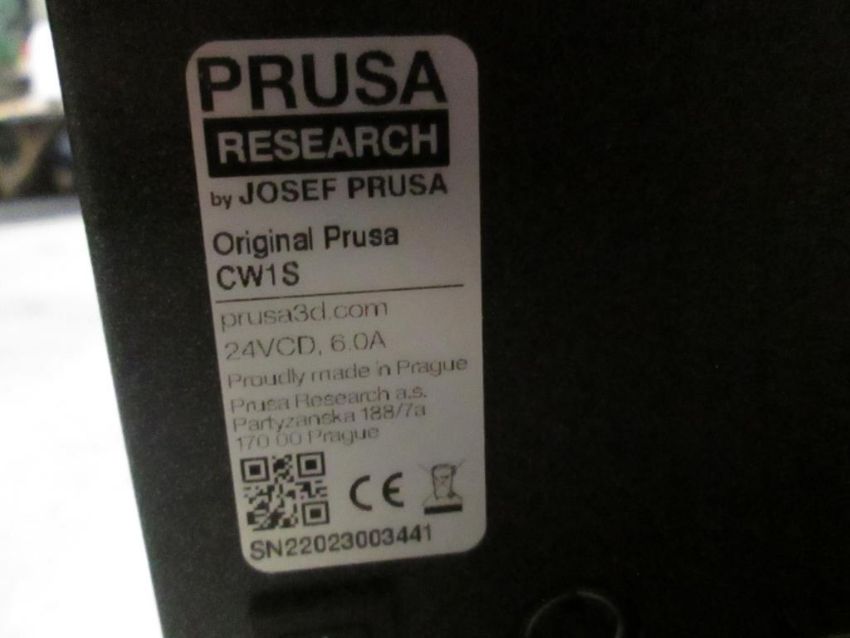 PRUSA
RESEARCH
by JOSEF PRUSA
Original Prusa
CW1S
prusa3d.com
24VCD, 6.0A
Proudly made in Prague
Prusa Research a.s.
Partyzanska 188/7a
170 00 Prague
CE
SN22023003441